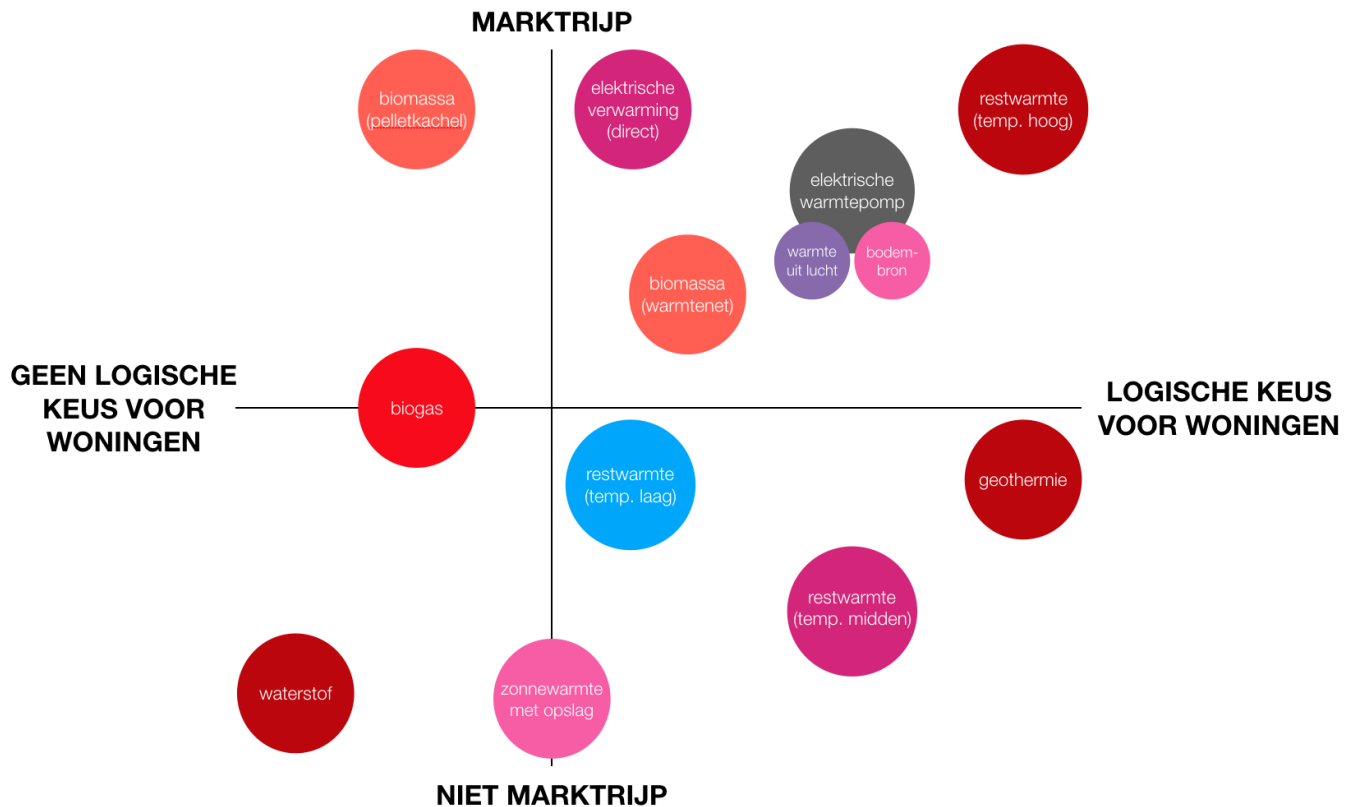 MARKTRIJP
biomassa
(pelletkachel)
elektrische
verwarming
(direct)
restwarmte
(temp. hoog)
elektrische
warmtepomp
warmte
uit lucht
bodem-
bron
biomassa
(warmtenet)
GEEN LOGISCHE
KEUS VOOR
WONINGEN
biogas
LOGISCHE KEUS
VOOR WONINGEN
restwarmte
(temp. laag)
geothermie
restwarmte
(temp. midden)
waterstof
zonnewarmte
met opslag
NIET MARKTRIJP